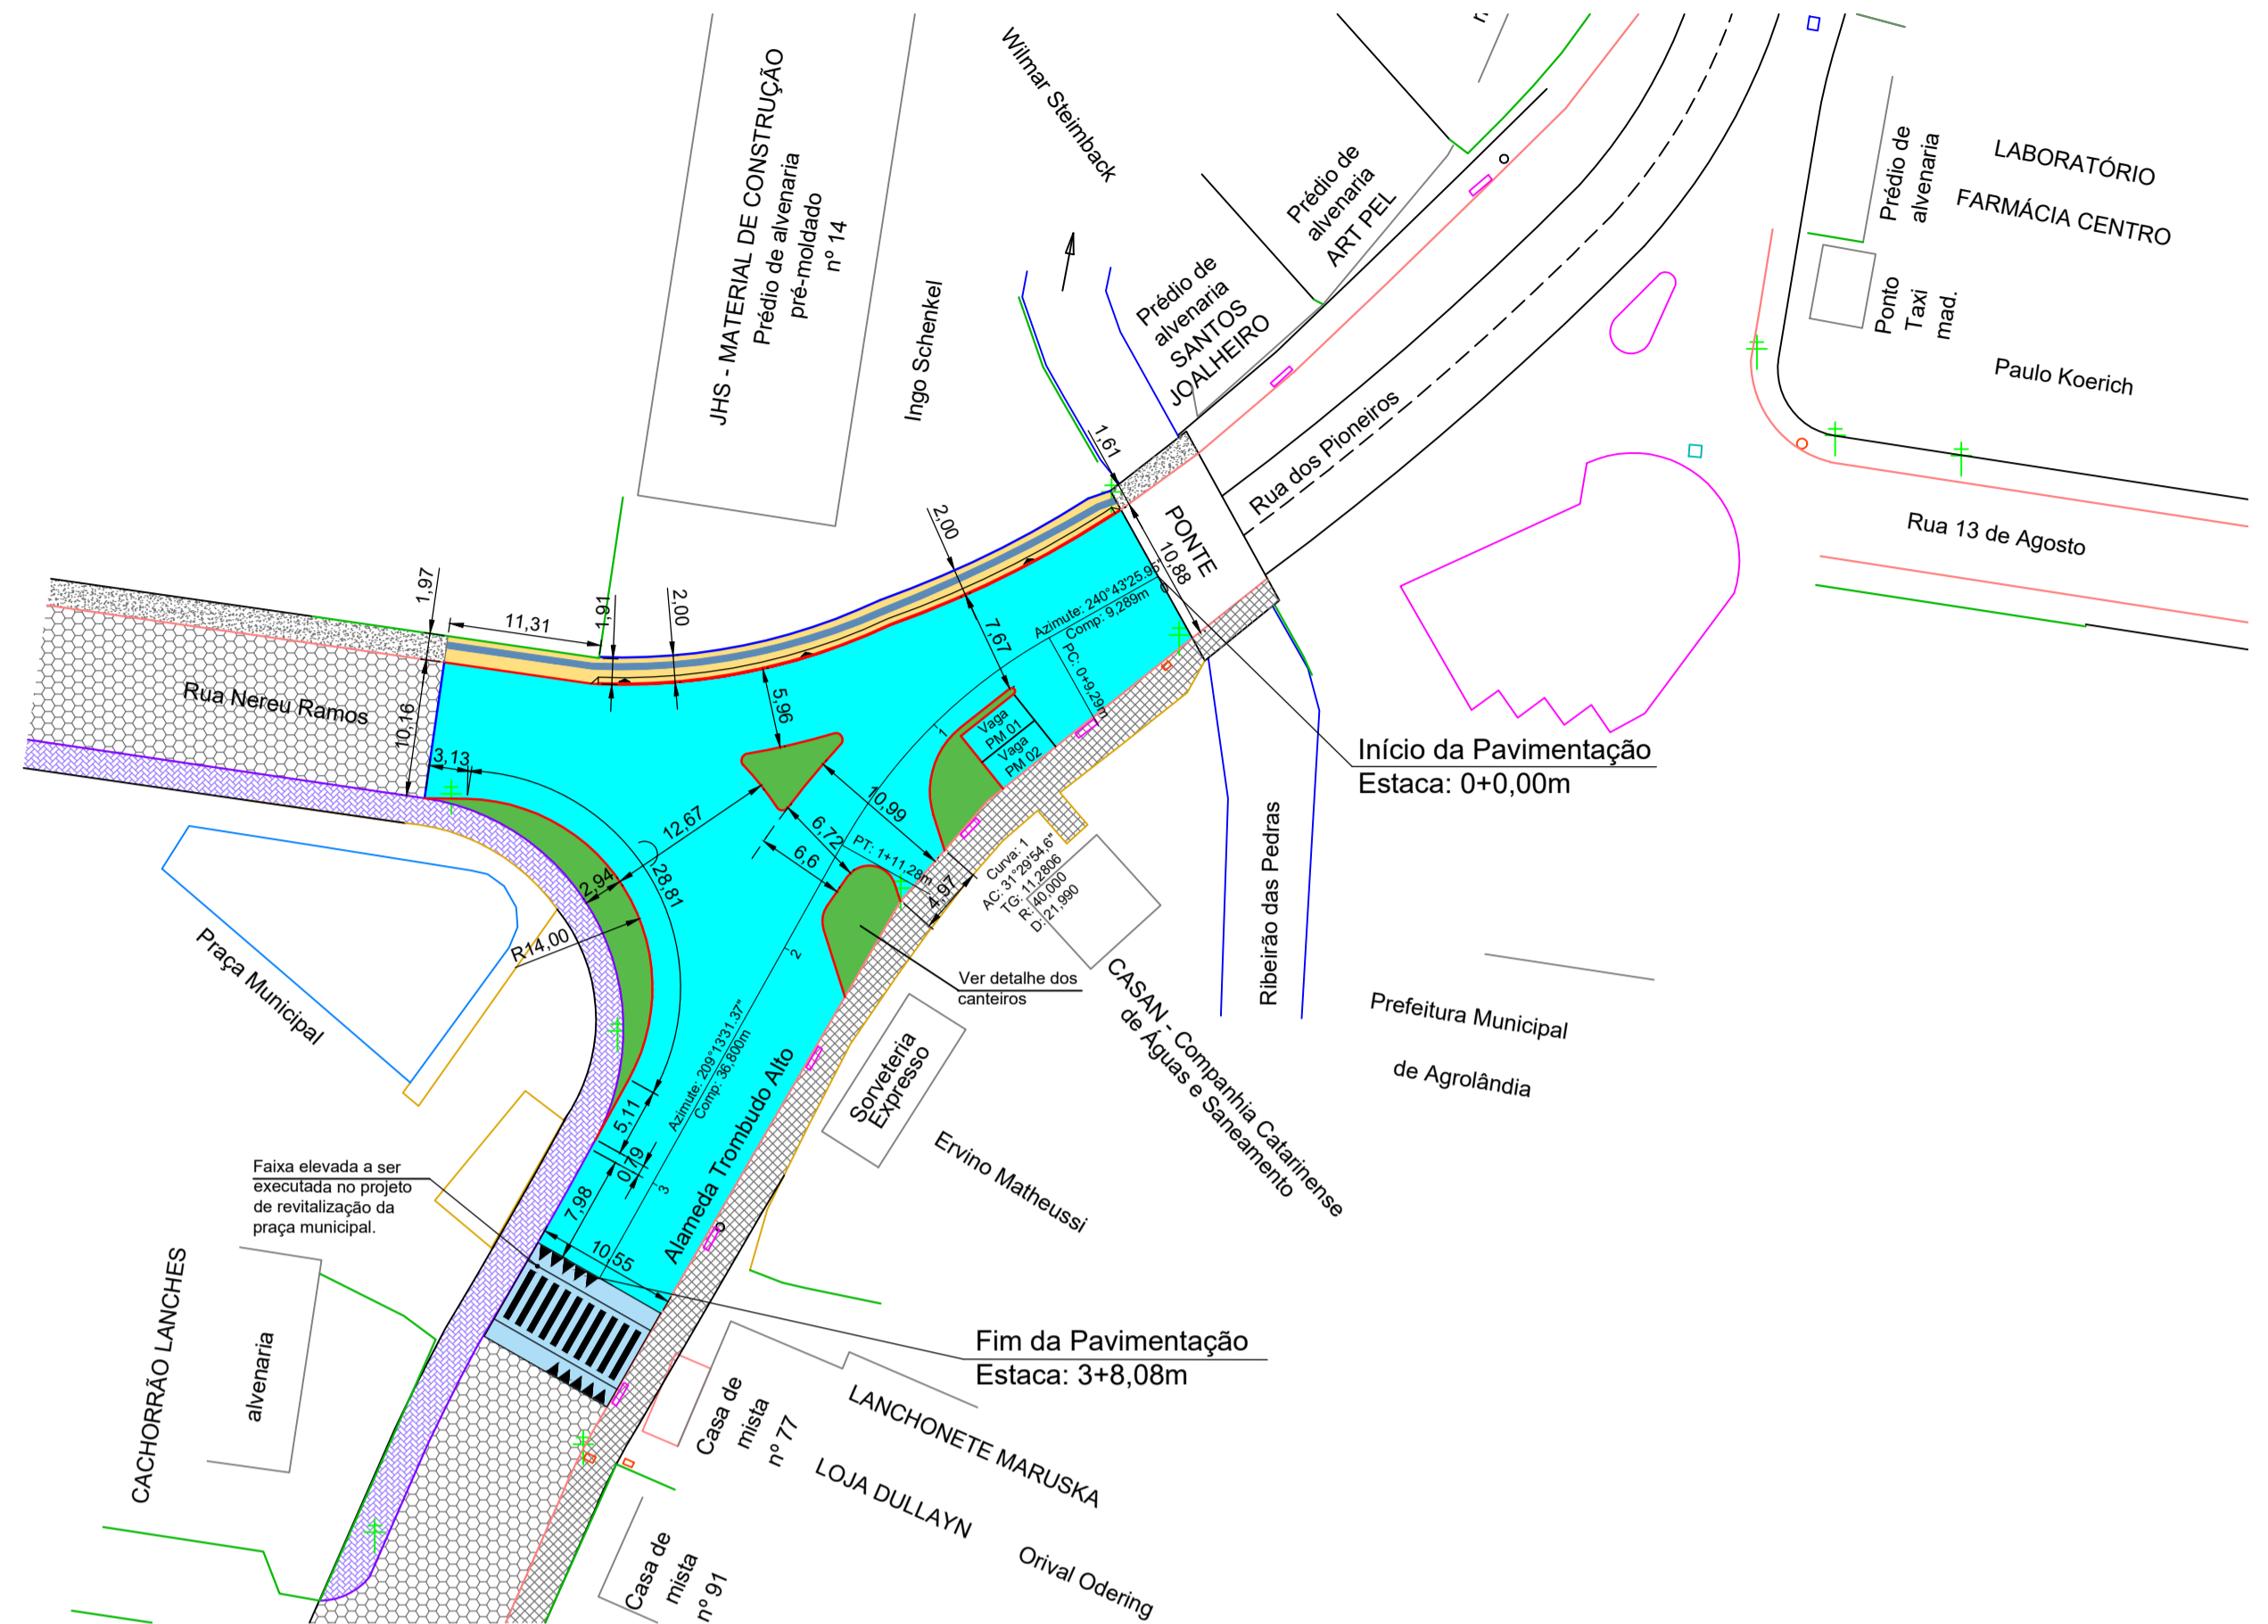 JHS - MATERIAL DE CONSTRUÇÃO
Prédio de alvenaria
pré-moldado
nº 14
Ingo Schenkel
Wilmar Steimback
Prédio de
alvenaria
SANTOS
JOALHEIRO
Prédio de
alvenaria
ART PEL
Prédio de
alvenaria
LABORATÓRIO
FARMÁCIA CENTRO
Ponto
Taxi
mad.
Paulo Koerich
Rua 13 de Agosto
Rua dos Pioneiros
PONTE
1,61
10,88
2,00
7,67
Azimute: 240°43'25.95"
Comp: 9,289m
PC: 0+9,29m
0
1,97
11,31
1,91
2,00
5,96
Rua Nereu Ramos
10,16
3,13
Vaga
PM 01
Vaga
PM 02
1
Início da Pavimentação
Estaca: 0+0,00m
12,67
10,99
6,72
6,6
PT: 1+11,28m
28,81
2,94
R14,00
4,97
Curva: 1
AC: 31°29'54,6"
TG: 11,2806
R: 40,000
D: 21,990
2
Ver detalhe dos
canteiros
Praça Municipal
Ribeirão das Pedras
CASAN - Companhia Catarinense
de Águas e Saneamento
Prefeitura Municipal
de Agrolândia
Sorveteria
Expresso
Ervino Matheussi
Azimute: 209°13'31.37"
Comp: 36,800m
Alameda Trombudo Alto
5,11
0,79
7,98
3
10,55
Faixa elevada a ser
executada no projeto
de revitalização da
praça municipal.
Fim da Pavimentação
Estaca: 3+8,08m
CACHORRÃO LANCHES
alvenaria
Casa de
mista
nº 77
LANCHONETE MARUSKA
LOJA DULLAYN
Orival Odering
Casa de
mista
nº 91